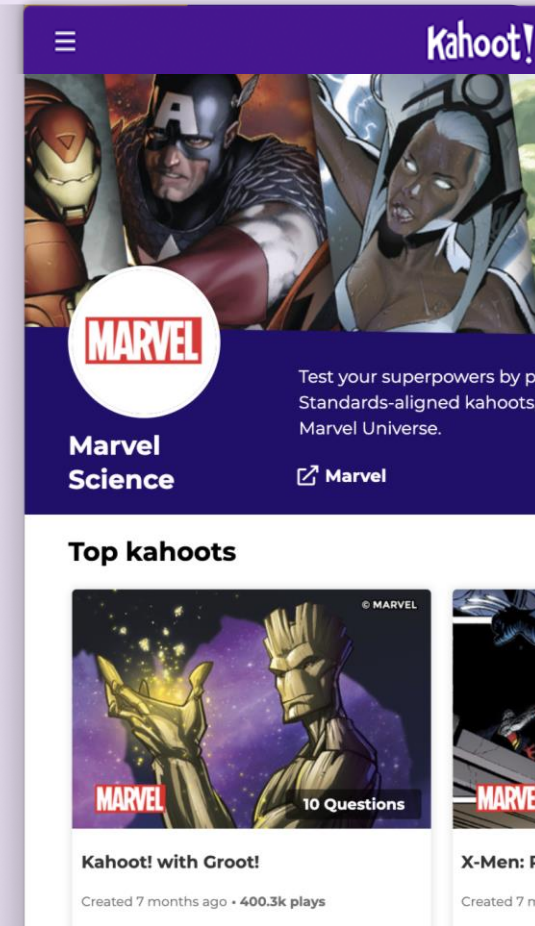 Kahoot!
A
MARVEL
Marvel
Science
Test your superpowers by
Standards-aligned kahoots
Marvel Universe.
Marvel
Top kahoots
© MARVEL
MARVEL
10 Questions
Kahoot! with Groot!
Created 7 months ago • 400.3k plays
X-Men:
Created 7